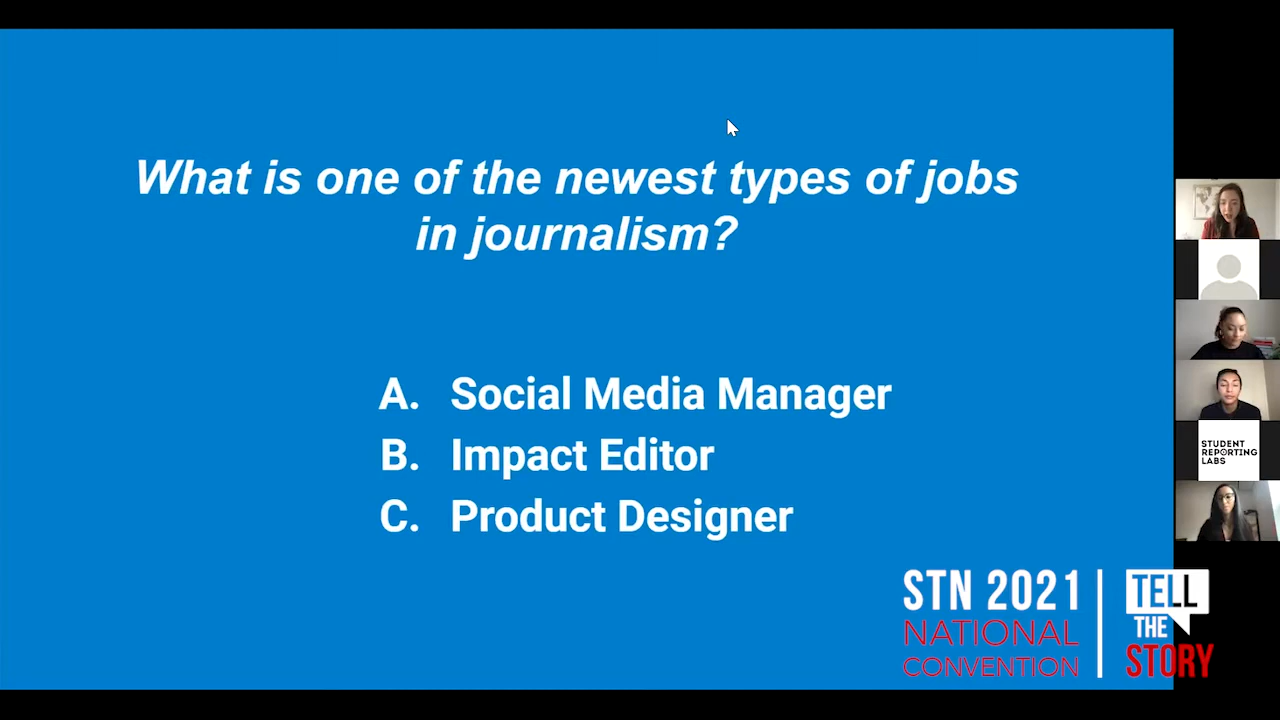 What is one of the newest types of jobs
in journalism?
A. Social Media Manager
B. Impact Editor
C. Product Designer
STUDENT
REPORTING
LABS
STN 2021
NATIONAL
CONVENTION
TELL
THE
STORY